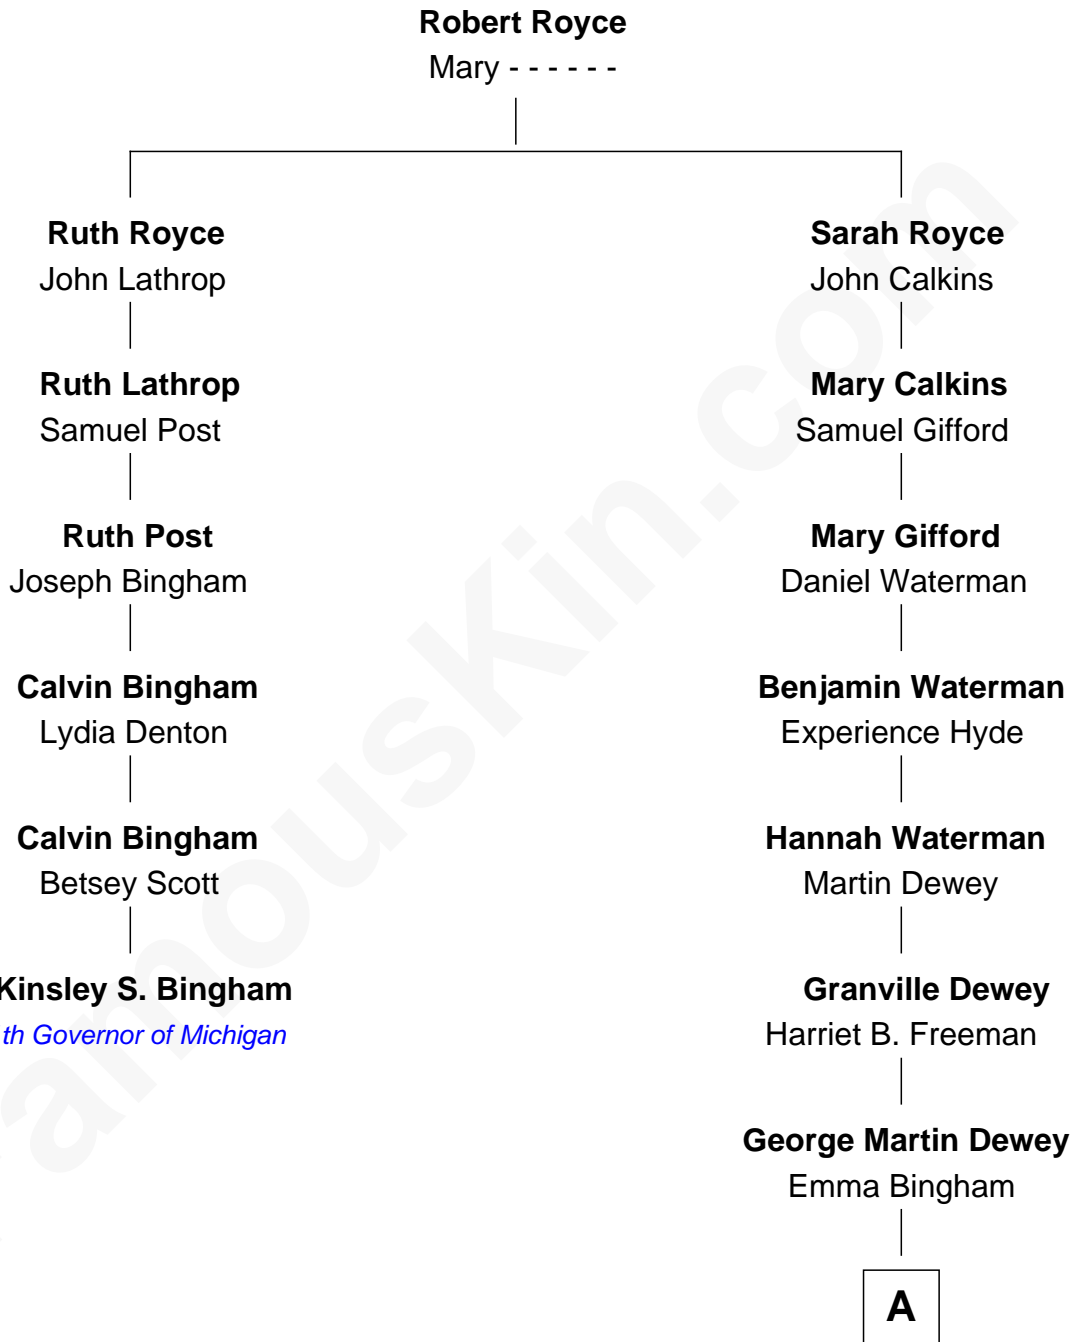 Robert Royce
Mary - - - - - -
Ruth Royce
John Lathrop
Sarah Royce
John Calkins
Ruth Lathrop
Samuel Post
Mary Calkins
Samuel Gifford
Ruth Post
Joseph Bingham
Mary Gifford
Daniel Waterman
Calvin Bingham
Lydia Denton
Benjamin Waterman
Experience Hyde
Calvin Bingham
Betsey Scott
Hannah Waterman
Martin Dewey
Kinsley S. Bingham
th Governor of Michigan
Granville Dewey
Harriet B. Freeman
George Martin Dewey
Emma Bingham
A
amouskin.com